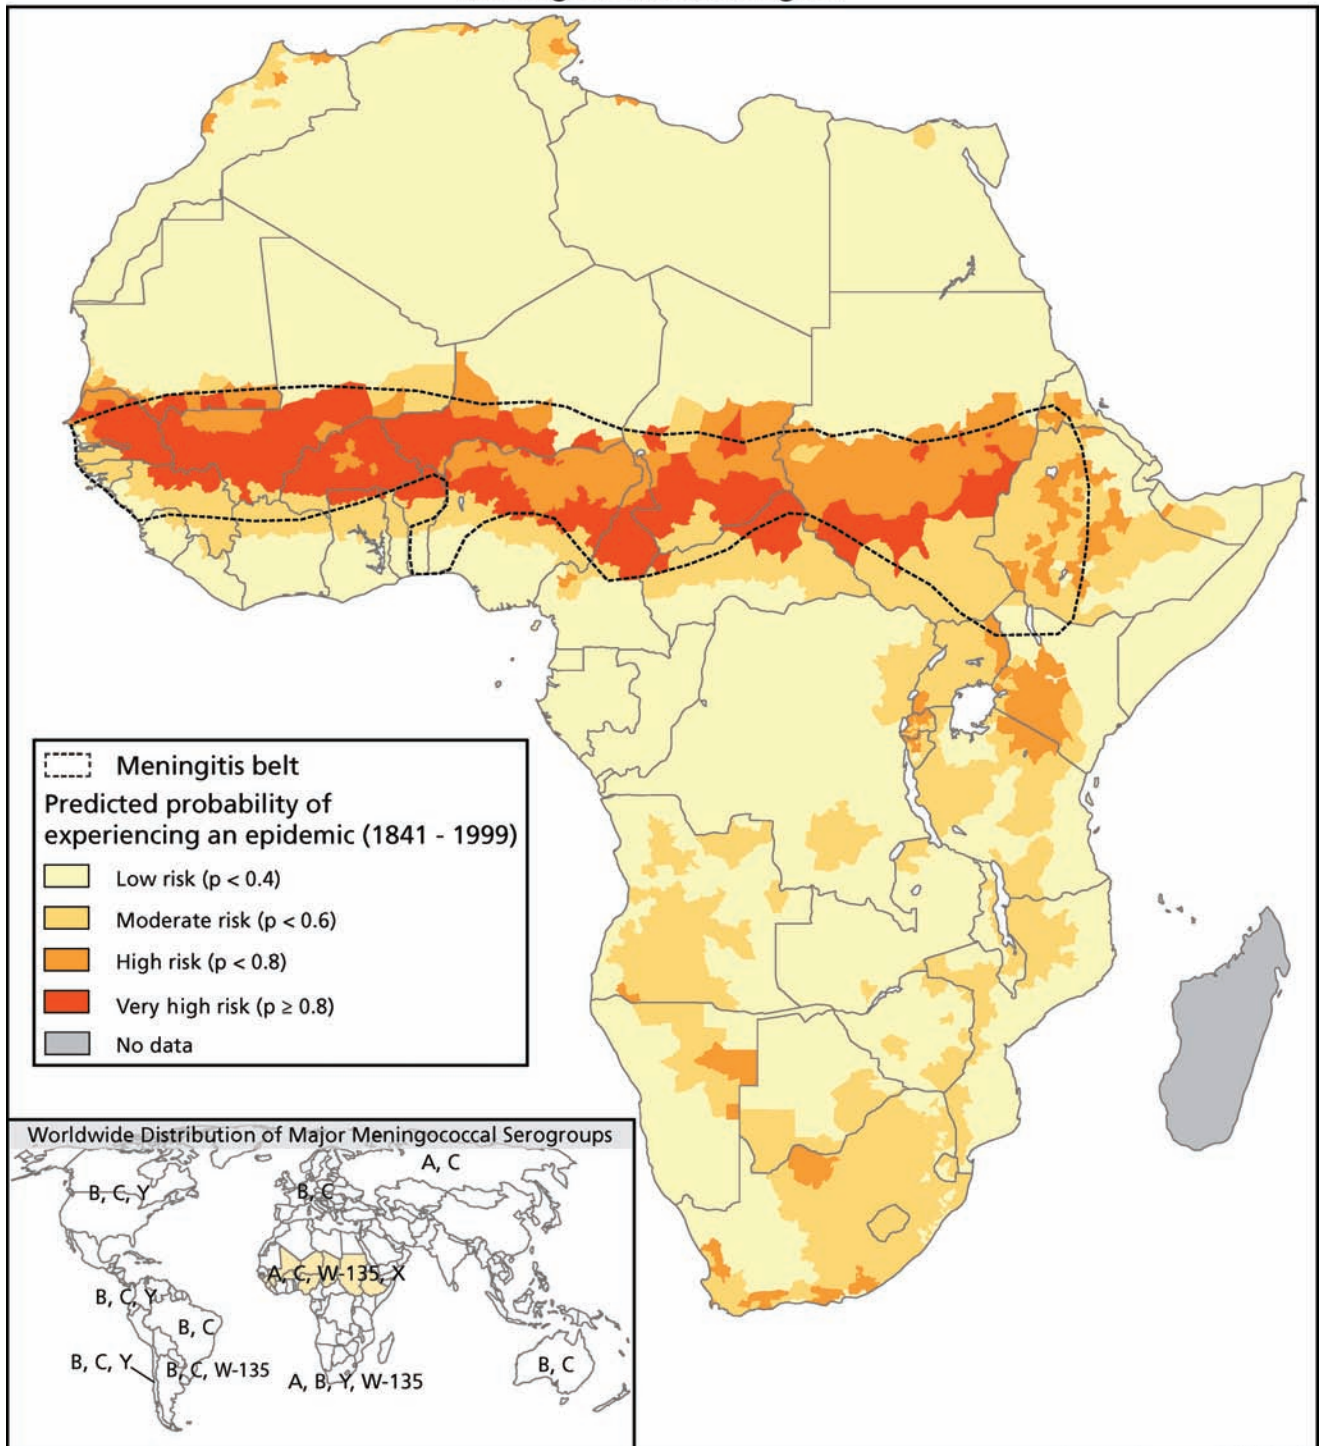 Meningitis belt
Predicted probability of
experiencing an epidemic (1841 - 1999)
Low risk (p < 0.4)
Moderate risk (p < 0.6)
High risk (p < 0.8)
Very high risk (p ≥ 0.8)
No data
Worldwide Distribution of Major Meningococcal Serogroups
A, C
B, C, Y
B, C
A, C, W-135, X
B, C, Y
B, C
B, C, Y
B, C, W-135
A, B, Y, W-135
B, C